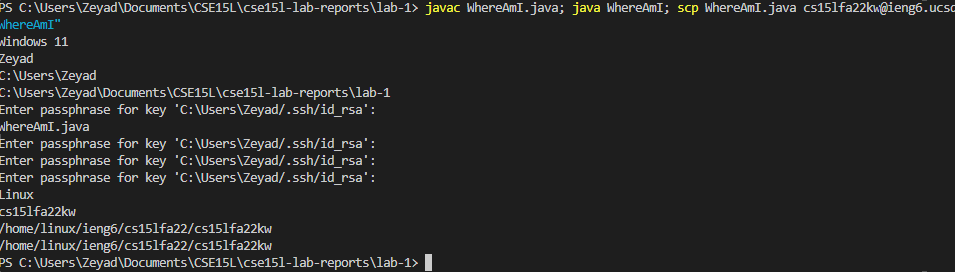 PS C:\Users\Zeyad\Documents\CSE15L\cse15l-lab-reports\lab-1> javac WhereAmI.java; java WhereAmI; scp WhereAmI.java cs15lfa22kw@ieng6.ucsd
WhereAmI"
Windows 11
Zeyad
C:\Users\Zeyad
C:\Users\Zeyad\Documents\CSE15L\cse15l-lab-reports\lab-1
Enter passphrase for key 'C:\Users\Zeyad/.ssh/id_rsa':
WhereAmI.java
Enter passphrase for key 'C:\Users\Zeyad/.ssh/id_rsa':
Enter passphrase for key 'C:\Users\Zeyad/.ssh/id_rsa':
Enter passphrase for key 'C:\Users\Zeyad/.ssh/id_rsa':
Linux
cs15lfa22kw
/home/linux/ieng6/cs15lfa22/cs15lfa22kw
/home/linux/ieng6/cs15lfa22/cs15lfa22kw
PS C:\Users\Zeyad\Documents\CSE15L\cse15l-lab-reports\lab-1>